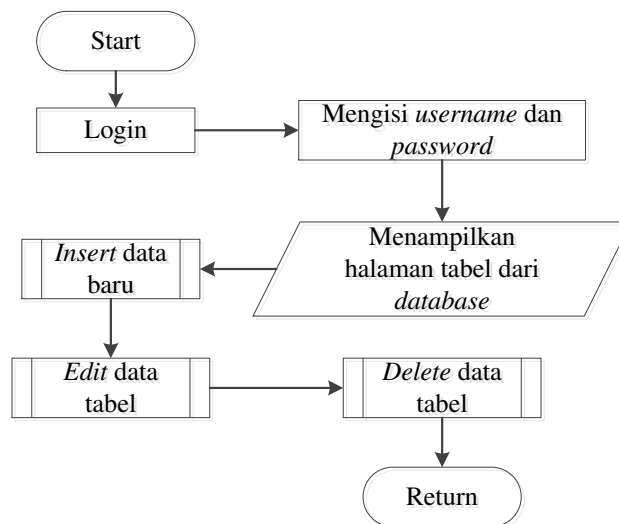 Start
Login
Mengisi username dan
password
Menampilkan
halaman tabel dari
database
Insert data
baru
Edit data
tabel
Delete data
tabel
Return